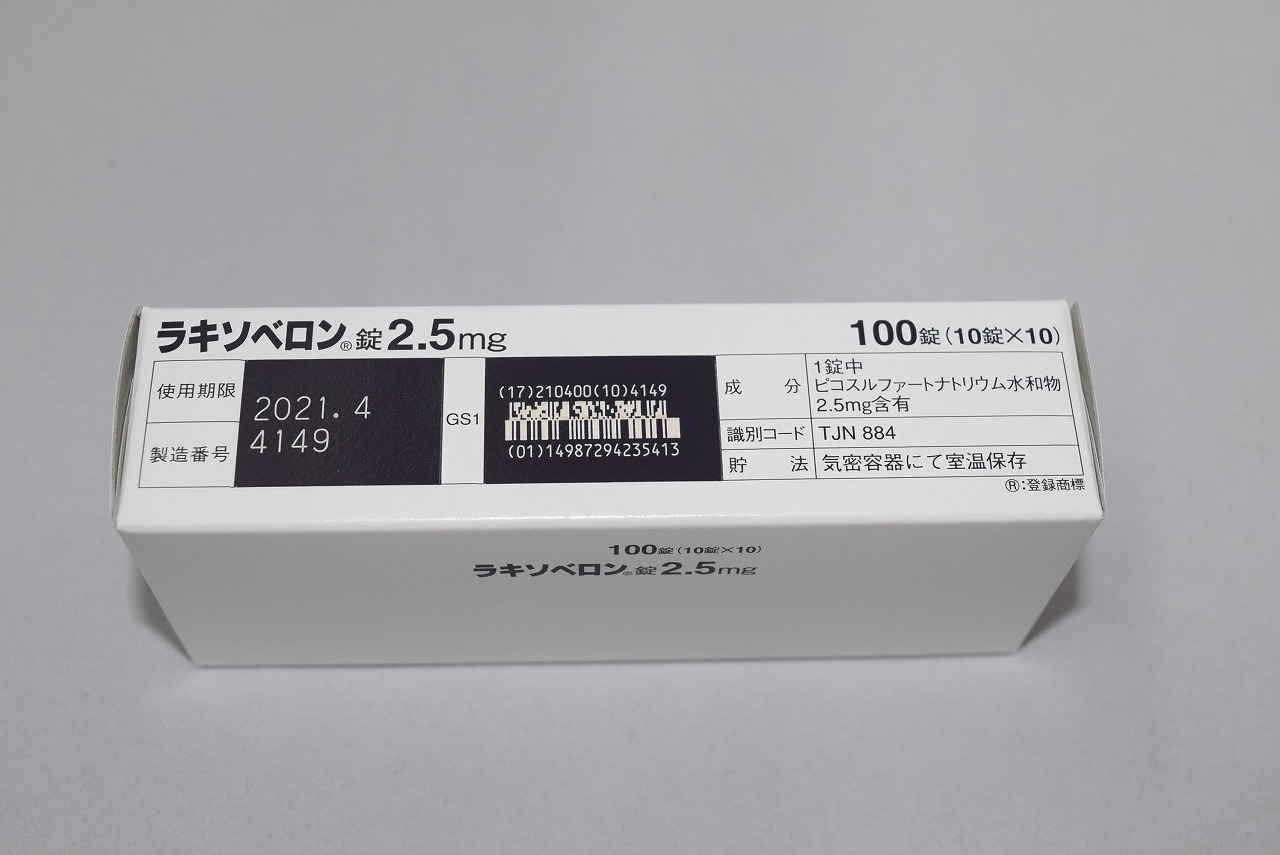 ラキソベロン®錠2.5mg
100錠(10錠×10)
使用期限 2021. 4
製造番号 4149
GS1
(17)210400(10)4149
(01)14987294235413
成分 1錠中
ピコスルファートナトリウム水和物
2.5mg含有
識別コード TJN 884
貯法 気密容器にて室温保存
®:登録商標
100錠(10錠×10)
ラキソベロン®錠2.5mg